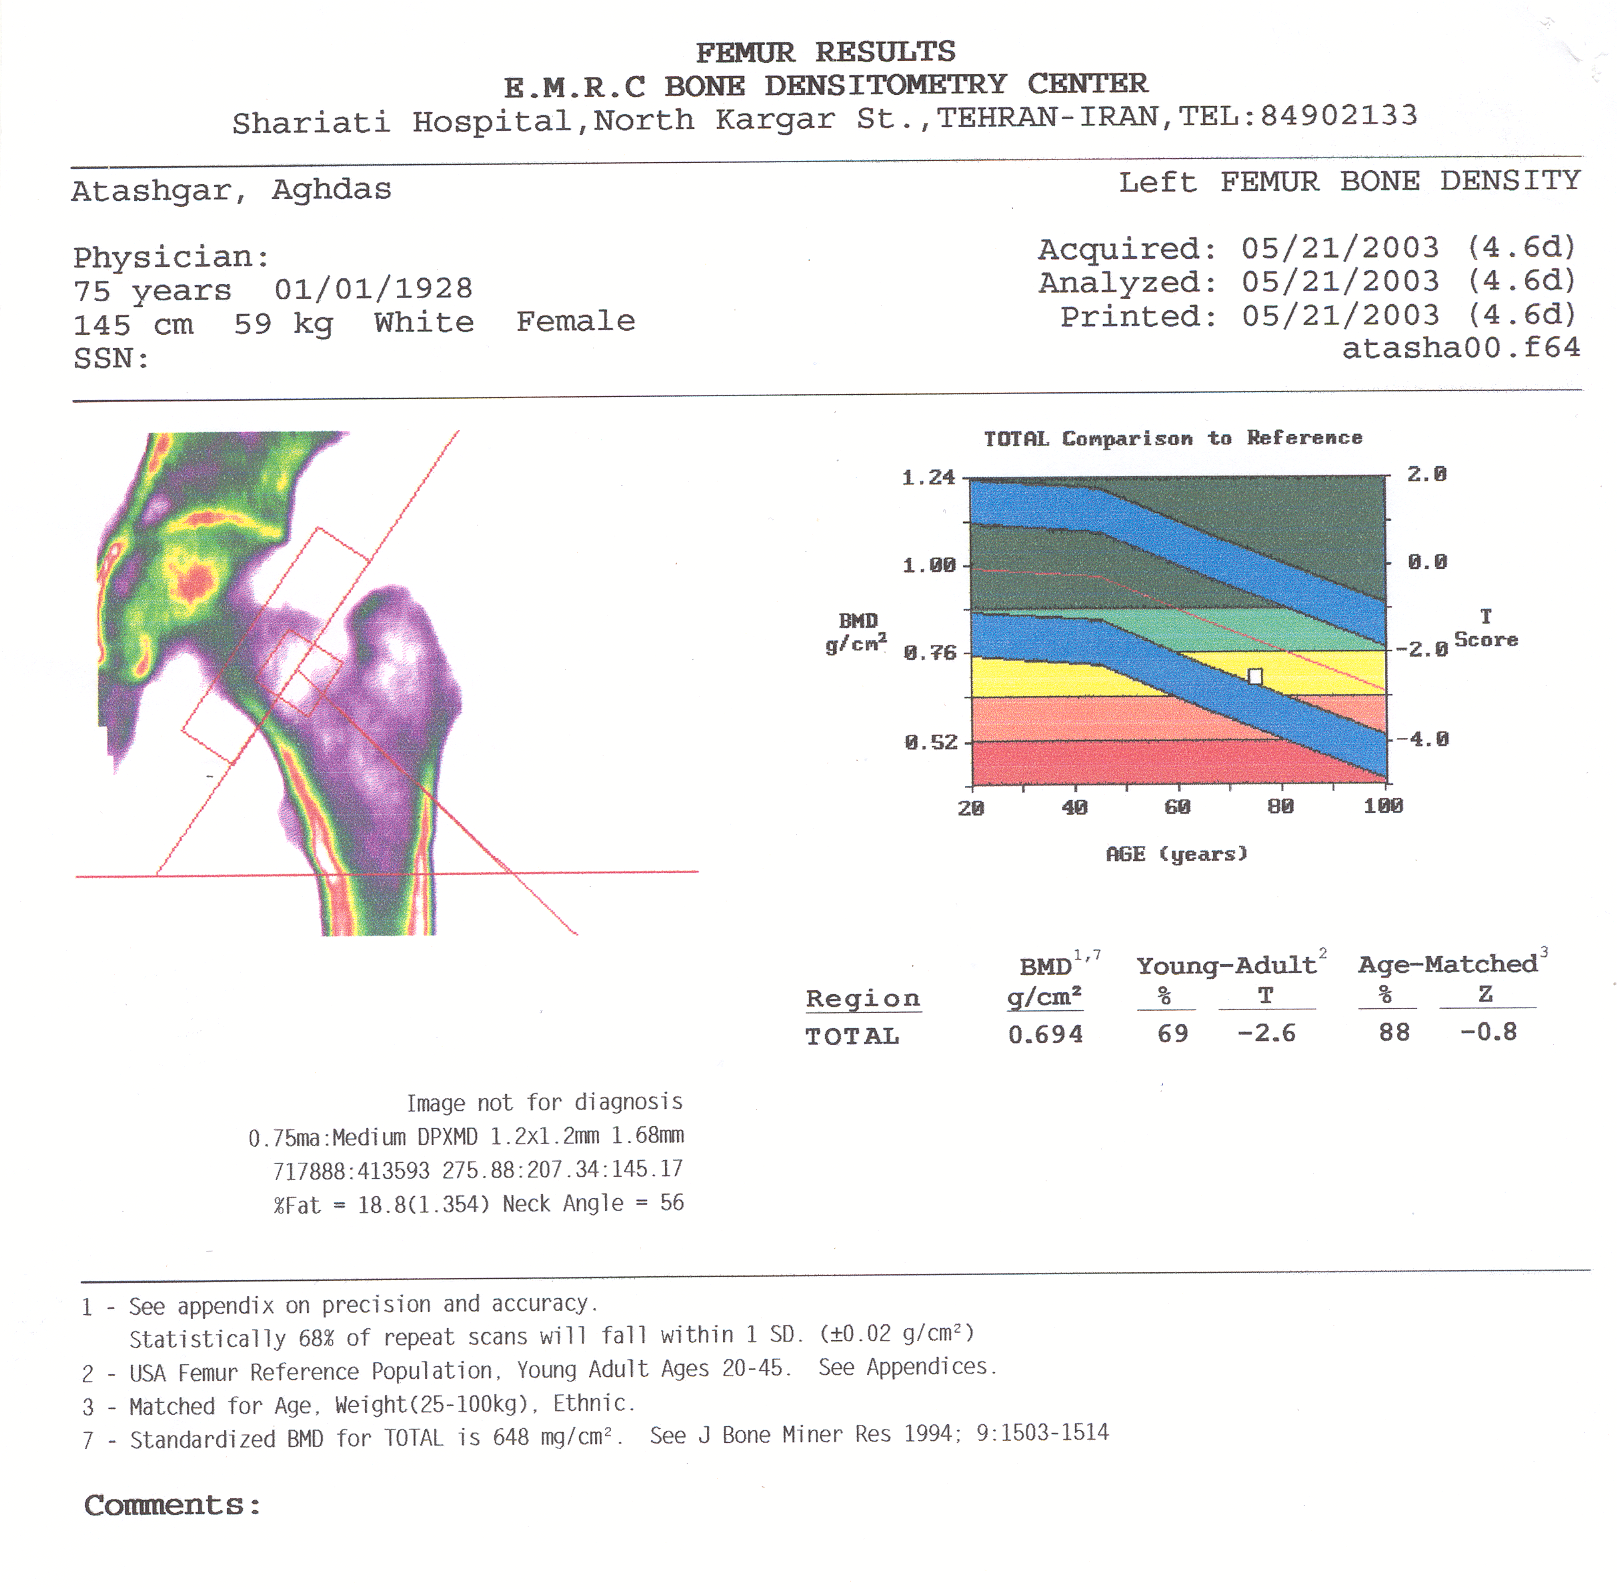 FEMUR RESULTS
E.M.R.C BONE DENSITOMETRY CENTER
Shariati Hospital,North Kargar St.,TEHRAN-IRAN,TEL:84902133
Atashgar, Aghdas
Left FEMUR BONE DENSITY
Physician:
75 years 01/01/1928
145 cm 59 kg White Female
SSN:
Acquired: 05/21/2003 (4.6d)
Analyzed: 05/21/2003 (4.6d)
Printed: 05/21/2003 (4.6d)
atasha00.f64
TOTAL Comparison to Reference
1.24
1.00
0.76
0.52
BMD
g/cm²
2.0
0.0
-2.0
-4.0
T
Score
20 40 60 80 100
AGE (years)
BMD1,7 Young-Adult2 Age-Matched3
Region g/cm² % T % Z
TOTAL 0.694 69 -2.6 88 -0.8
Image not for diagnosis
0.75ma:Medium DPXMD 1.2x1.2mm 1.68mm
717888:413593 275.88:207.34:145.17
%Fat = 18.8(1.354) Neck Angle = 56
1 - See appendix on precision and accuracy.
Statistically 68% of repeat scans will fall within 1 SD. (±0.02 g/cm²)
2 - USA Femur Reference Population, Young Adult Ages 20-45. See Appendices.
3 - Matched for Age, Weight(25-100kg), Ethnic.
7 - Standardized BMD for TOTAL is 648 mg/cm². See J Bone Miner Res 1994; 9:1503-1514
Comments: